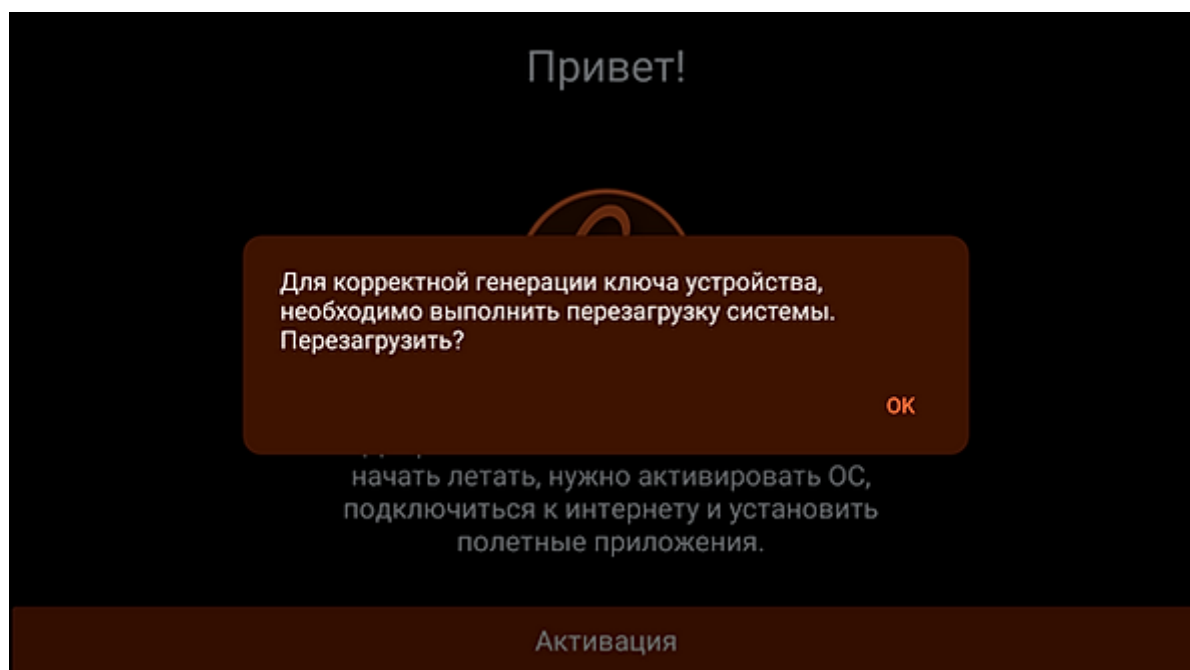 Привет!
Для корректной генерации ключа устройства,
необходимо выполнить перезагрузку системы.
Перезагрузить?
ОК
начать летать, нужно активировать ОС,
подключиться к интернету и установить
полетные приложения.
Активация